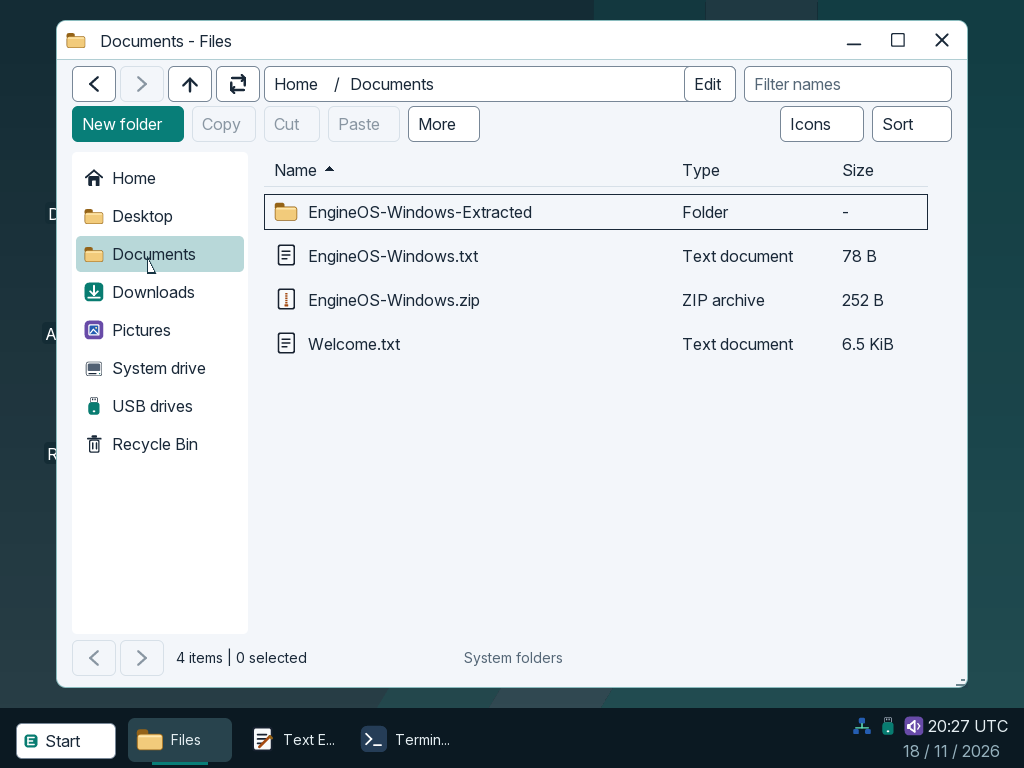 Documents - Files
Home / Documents
Edit
Filter names
New folder
Copy
Cut
Paste
More
Icons
Sort
Home
Desktop
Documents
Downloads
Pictures
System drive
USB drives
Recycle Bin
Name Type Size
EngineOS-Windows-Extracted Folder -
EngineOS-Windows.txt Text document 78 B
EngineOS-Windows.zip ZIP archive 252 B
Welcome.txt Text document 6.5 KiB
D
A
R
4 items | 0 selected
System folders
Start
Files
Text E...
Termin...
20:27 UTC
18 / 11 / 2026